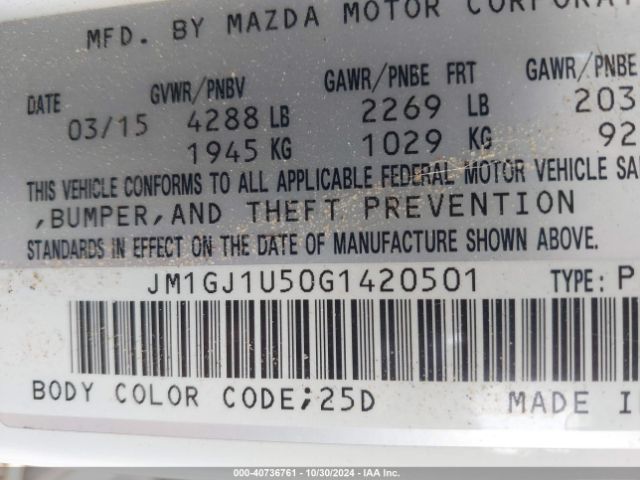 MFD. BY MAZDA MOTOR CORPORAT
DATE GVWR/PNBV GAWR/PNBE FRT GAWR/PNBE
03/15 4288 LB 2269 LB 203
1945 KG 1029 KG 92
THIS VEHICLE CONFORMS TO ALL APPLICABLE FEDERAL MOTOR VEHICLE SA
,BUMPER,AND THEFT PREVENTION
STANDARDS IN EFFECT ON THE DATE OF MANUFACTURE SHOWN ABOVE.
JM1GJ1U50G1420501 TYPE: P
BODY COLOR CODE;25D MADE I
000-40736761 | 10/30/2024 | IAA Inc.